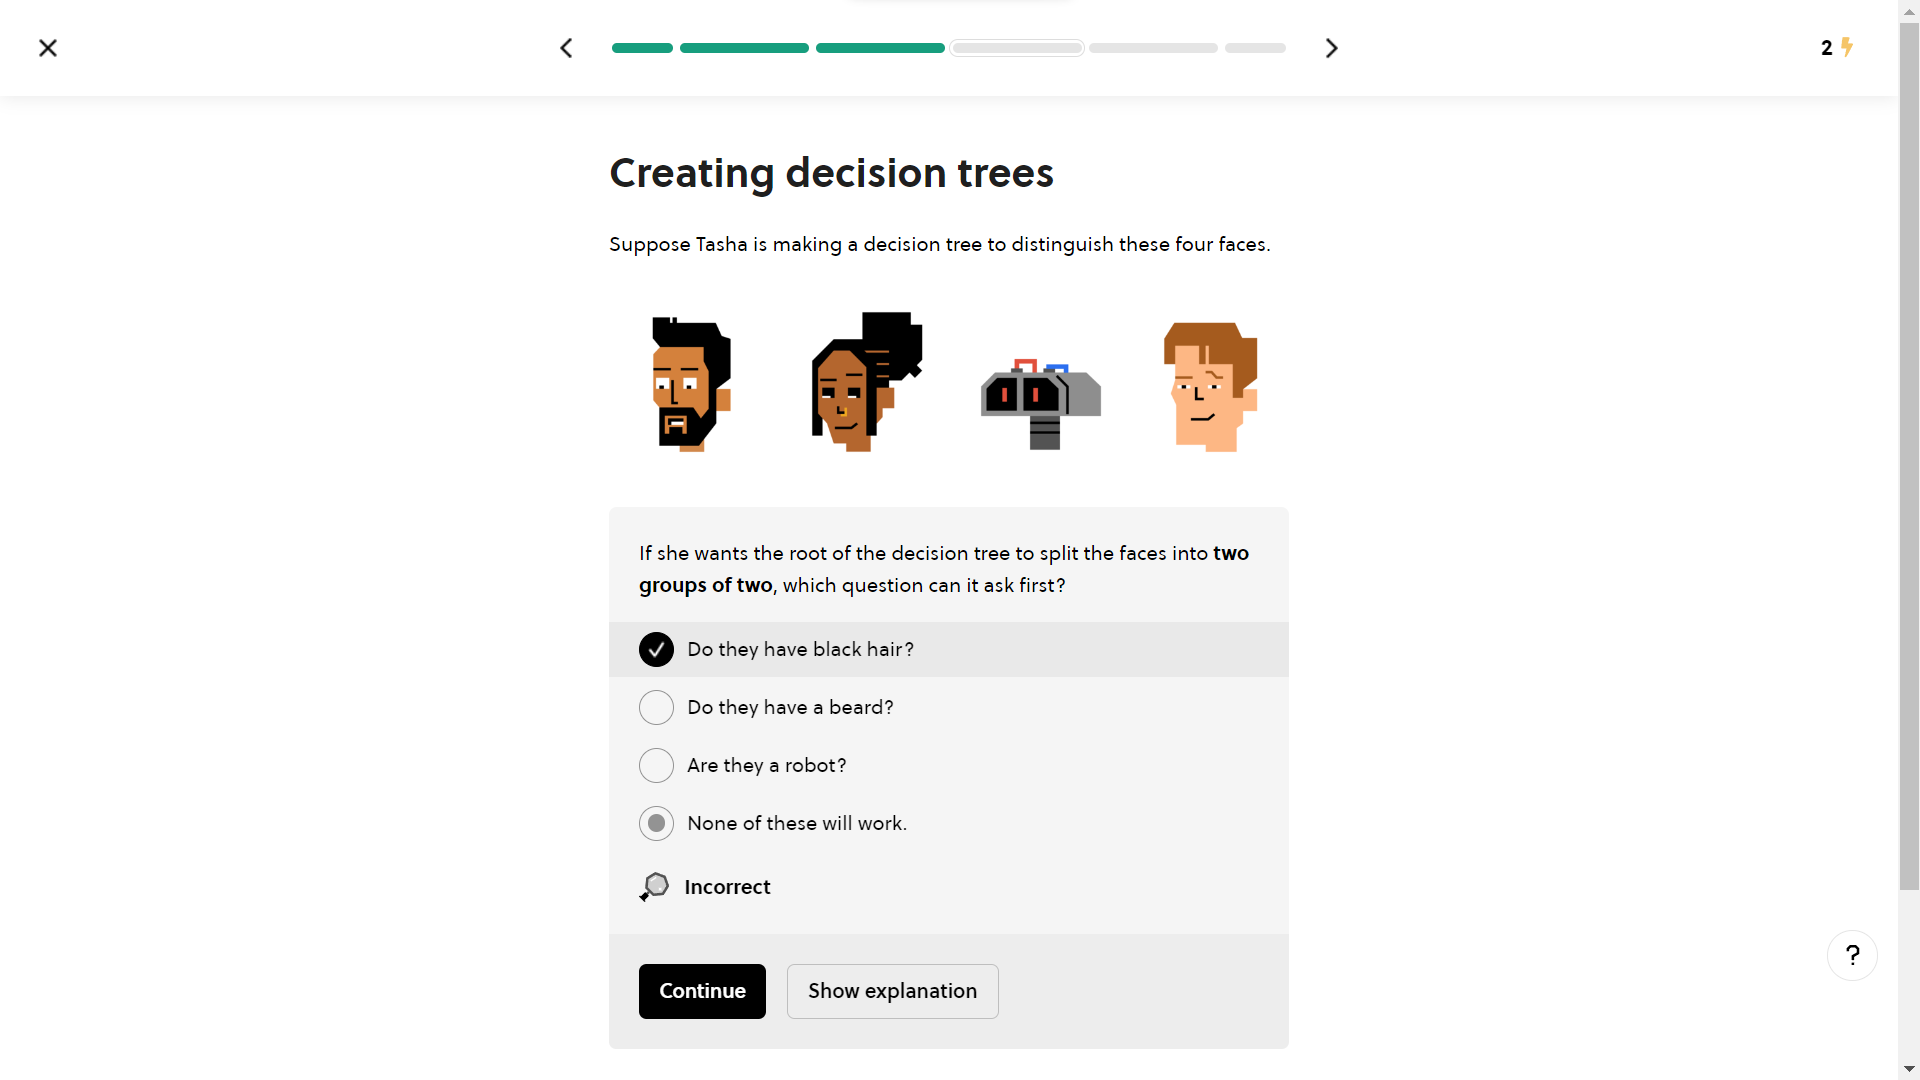 2
Creating decision trees
Suppose Tasha is making a decision tree to distinguish these four faces.
If she wants the root of the decision tree to split the faces into two
groups of two, which question can it ask first?
Do they have black hair?
Do they have a beard?
Are they a robot?
None of these will work.
Incorrect
Continue
Show explanation
?